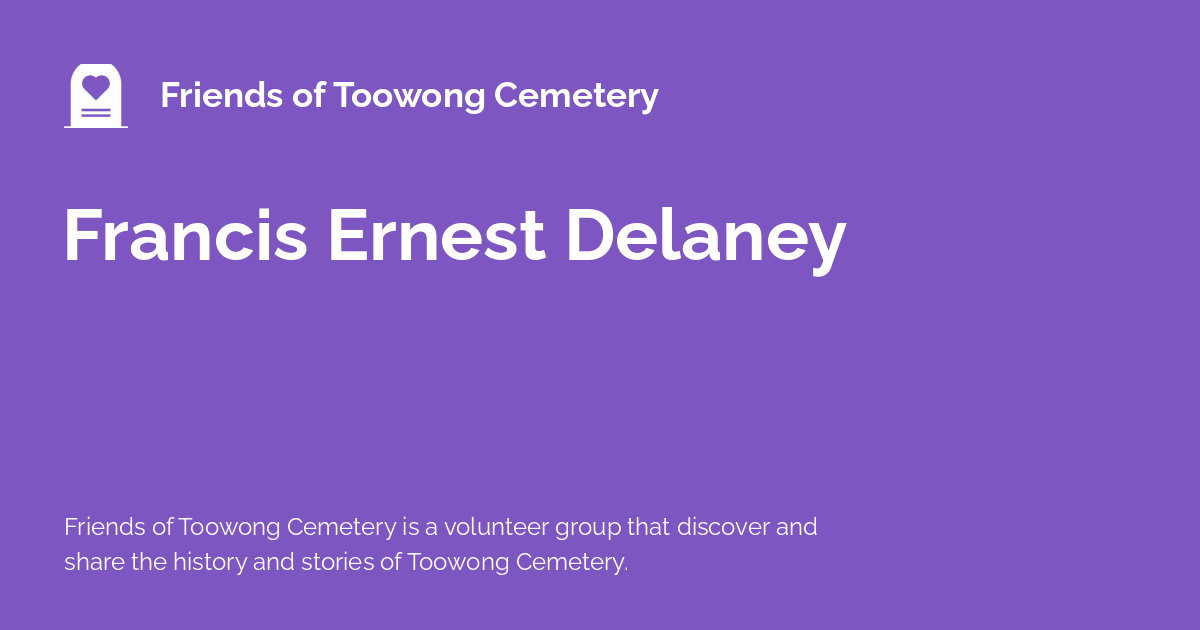 Friends of Toowong Cemetery
Francis Ernest Delaney
Friends of Toowong Cemetery is a volunteer group that discover and
share the history and stories of Toowong Cemetery.